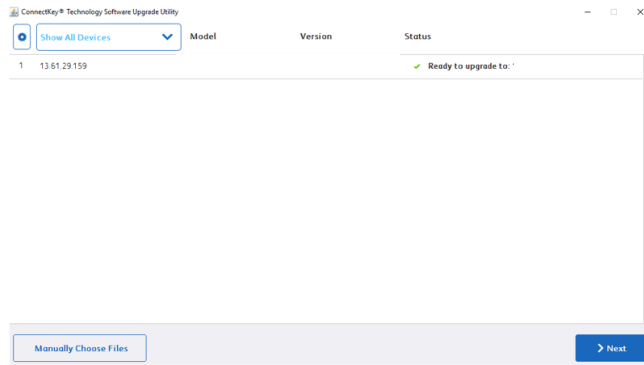 ConnectKey® Technology Software Upgrade Utility
Show All Devices Model Version Status
1 13.61.29.159 Ready to upgrade to: '
Manually Choose Files Next